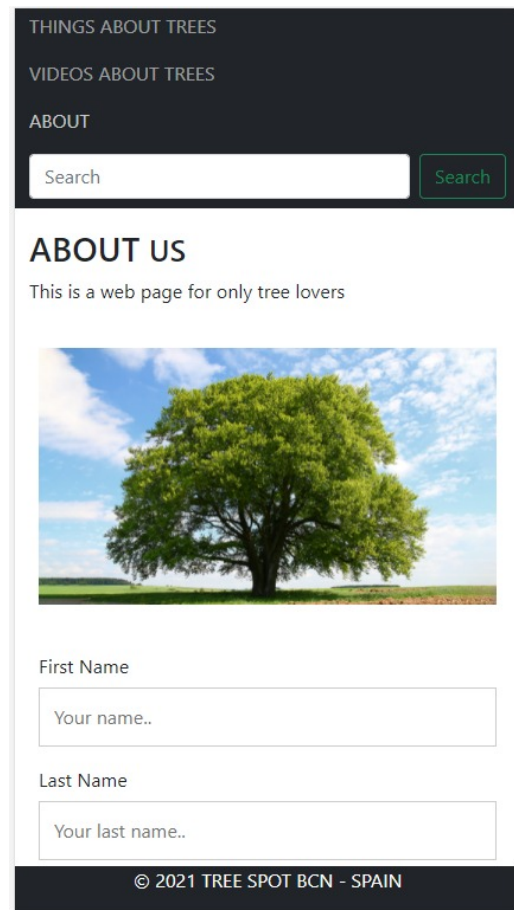 THINGS ABOUT TREES
VIDEOS ABOUT TREES
ABOUT
Search Search
ABOUT US
This is a web page for only tree lovers
First Name
Your name..
Last Name
Your last name..
© 2021 TREE SPOT BCN - SPAIN